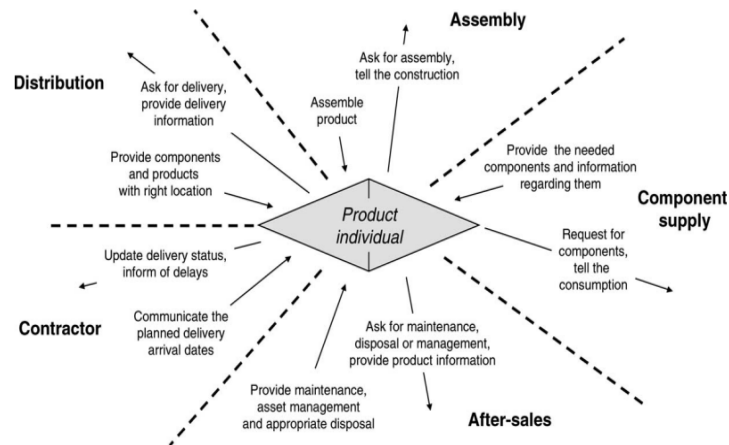 Assembly
Ask for assembly,
tell the construction
Assemble
product
Distribution
Ask for delivery,
provide delivery
information
Provide components
and products
with right location
Provide the needed
components and information
regarding them
Component
supply
Request for
components,
tell the
consumption
Product
individual
Update delivery status,
inform of delays
Contractor
Communicate the
planned delivery
arrival dates
Ask for maintenance,
disposal or management,
provide product information
Provide maintenance,
asset management
and appropriate disposal
After-sales